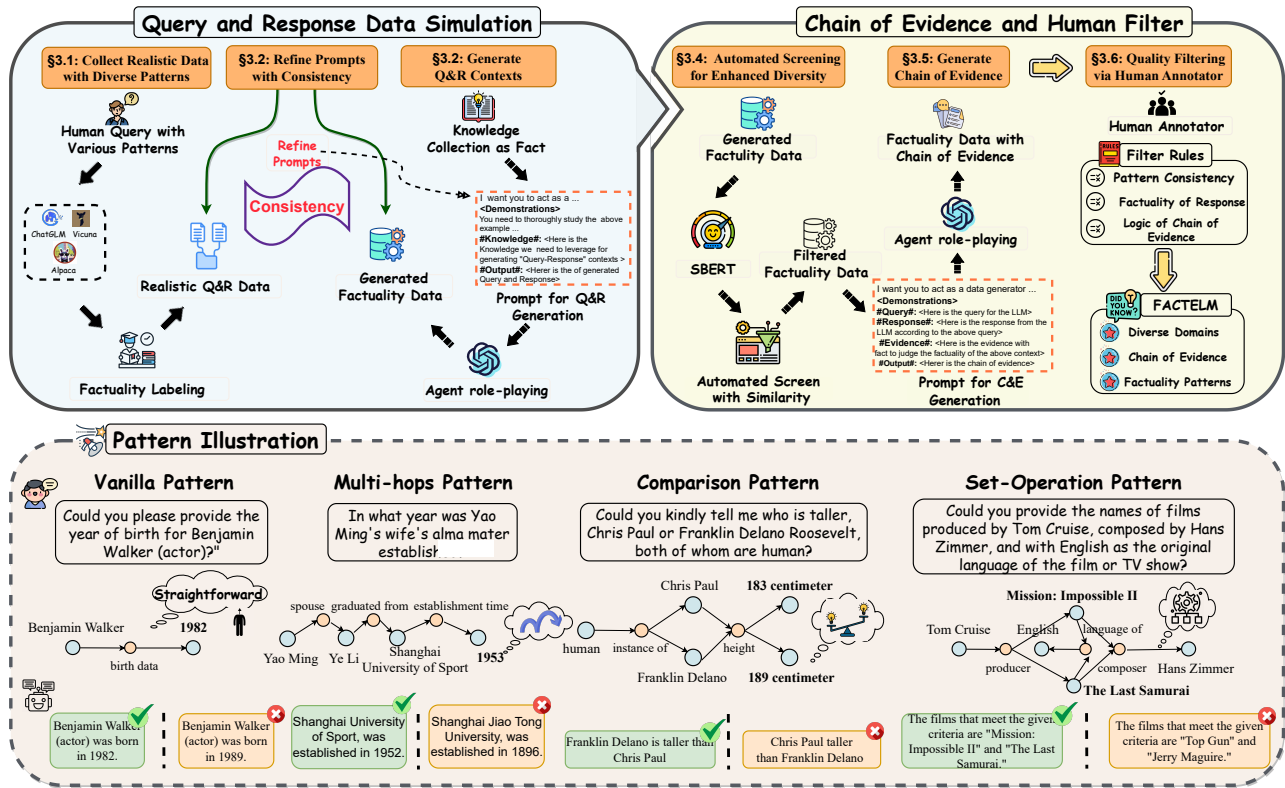 Query and Response Data Simulation
§3.1: Collect Realistic Data
with Diverse Patterns
§3.2: Refine Prompts
with Consistency
§3.2: Generate
Q&R Contexts
Human Query with
Various Patterns
ChatGLM
Vicuna
Alpaca
Factuality Labeling
Realistic Q&R Data
Refine
Prompts
Consistency
Generated
Factuality Data
Knowledge
Collection as Fact
I want you to act as a ...
<Demonstrations>
You need to thoroughly study the above
example ...
#Knowledge#: <Here is the
Knowledge we need to leverage for
generating "Query-Response" contexts >
#Output#: <Here is the of generated
Query and Response>
Prompt for Q&R
Generation
Agent role-playing
Chain of Evidence and Human Filter
§3.4: Automated Screening
for Enhanced Diversity
§3.5: Generate
Chain of Evidence
§3.6: Quality Filtering
via Human Annotator
Generated
Factulity Data
SBERT
Automated Screen
with Similarity
Filtered
Factuality Data
Factuality Data with
Chain of Evidence
Agent role-playing
I want you to act as a data generator ...
<Demonstrations>
#Query#: <Here is the query for the LLM>
#Response#: <Here is the response from the
LLM according to the above query>
#Evidence#: <Here is the evidence with
fact to judge the factuality of the above context>
#Output#: <Here is the chain of evidence>
Prompt for C&E
Generation
Human Annotator
RULES
Filter Rules
Pattern Consistency
Factuality of Response
Logic of Chain of
Evidence
DID
YOU
KNOW?
FACTELM
Diverse Domains
Chain of Evidence
Factuality Patterns
Pattern Illustration
Vanilla Pattern
Could you please provide the
year of birth for Benjamin
Walker (actor)?"
Straightforward
Benjamin Walker
1982
birth data
Benjamin Walker
(actor) was born
in 1982.
Benjamin Walker
(actor) was born
in 1989.
Multi-hops Pattern
In what year was Yao
Ming's wife's alma mater
establish
spouse graduated from establishment time
Yao Ming
Ye Li
Shanghai
University of Sport
1953
Shanghai University
of Sport, was
established in 1952.
Shanghai Jiao Tong
University, was
established in 1896.
Comparison Pattern
Could you kindly tell me who is taller,
Chris Paul or Franklin Delano Roosevelt,
both of whom are human?
Chris Paul
183 centimeter
human
instance of
height
Franklin Delano
189 centimeter
Franklin Delano is taller than
Chris Paul
Chris Paul taller
than Franklin Delano
Set-Operation Pattern
Could you provide the names of films
produced by Tom Cruise, composed by Hans
Zimmer, and with English as the original
language of the film or TV show?
Mission: Impossible II
Tom Cruise
English
language of
producer
composer
Hans Zimmer
The Last Samurai
The films that meet the given
criteria are "Mission:
Impossible II" and "The Last
Samurai."
The films that meet the given
criteria are "Top Gun" and
"Jerry Maguire."